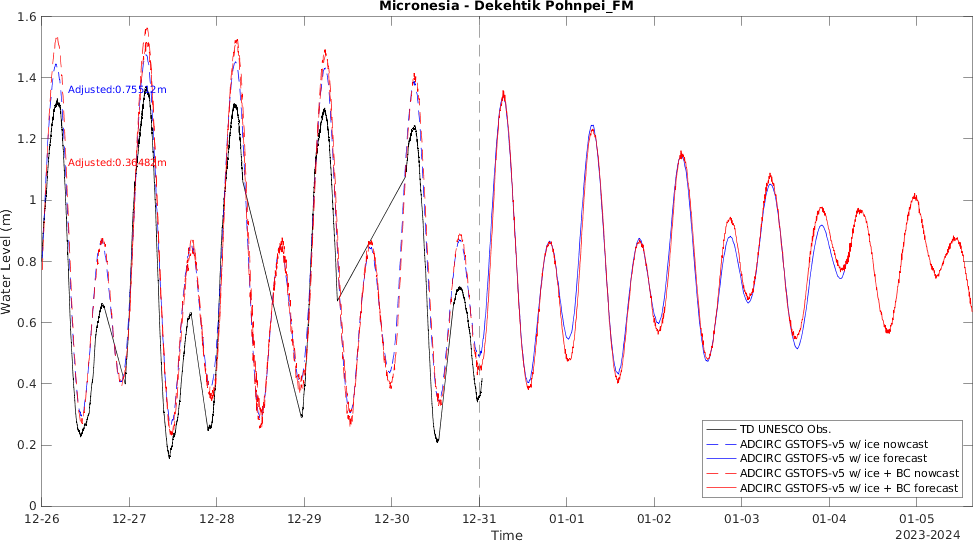 Micronesia - Dekehtik Pohnpei_FM
1.6
1.4
1.2
1
0.8
0.6
0.4
0.2
0
Water Level (m)
Adjusted:0.36482m
12-26
12-27
12-28
12-29
12-30
12-31
01-01
01-02
01-03
01-04
01-05
Time
2023-2024
TD UNESCO Obs.
ADCIRC GSTOFS-v5 w/ ice nowcast
ADCIRC GSTOFS-v5 w/ ice forecast
ADCIRC GSTOFS-v5 w/ ice + BC nowcast
ADCIRC GSTOFS-v5 w/ ice + BC forecast